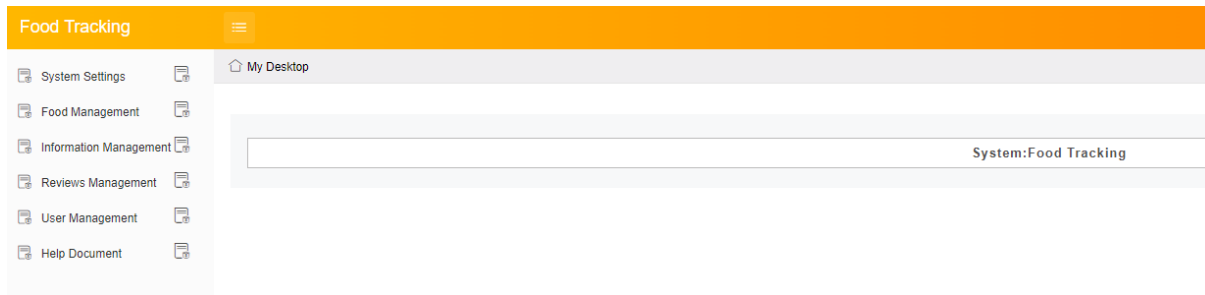 Food Tracking
My Desktop
System Settings
Food Management
Information Management
Reviews Management
User Management
Help Document
System:Food Tracking